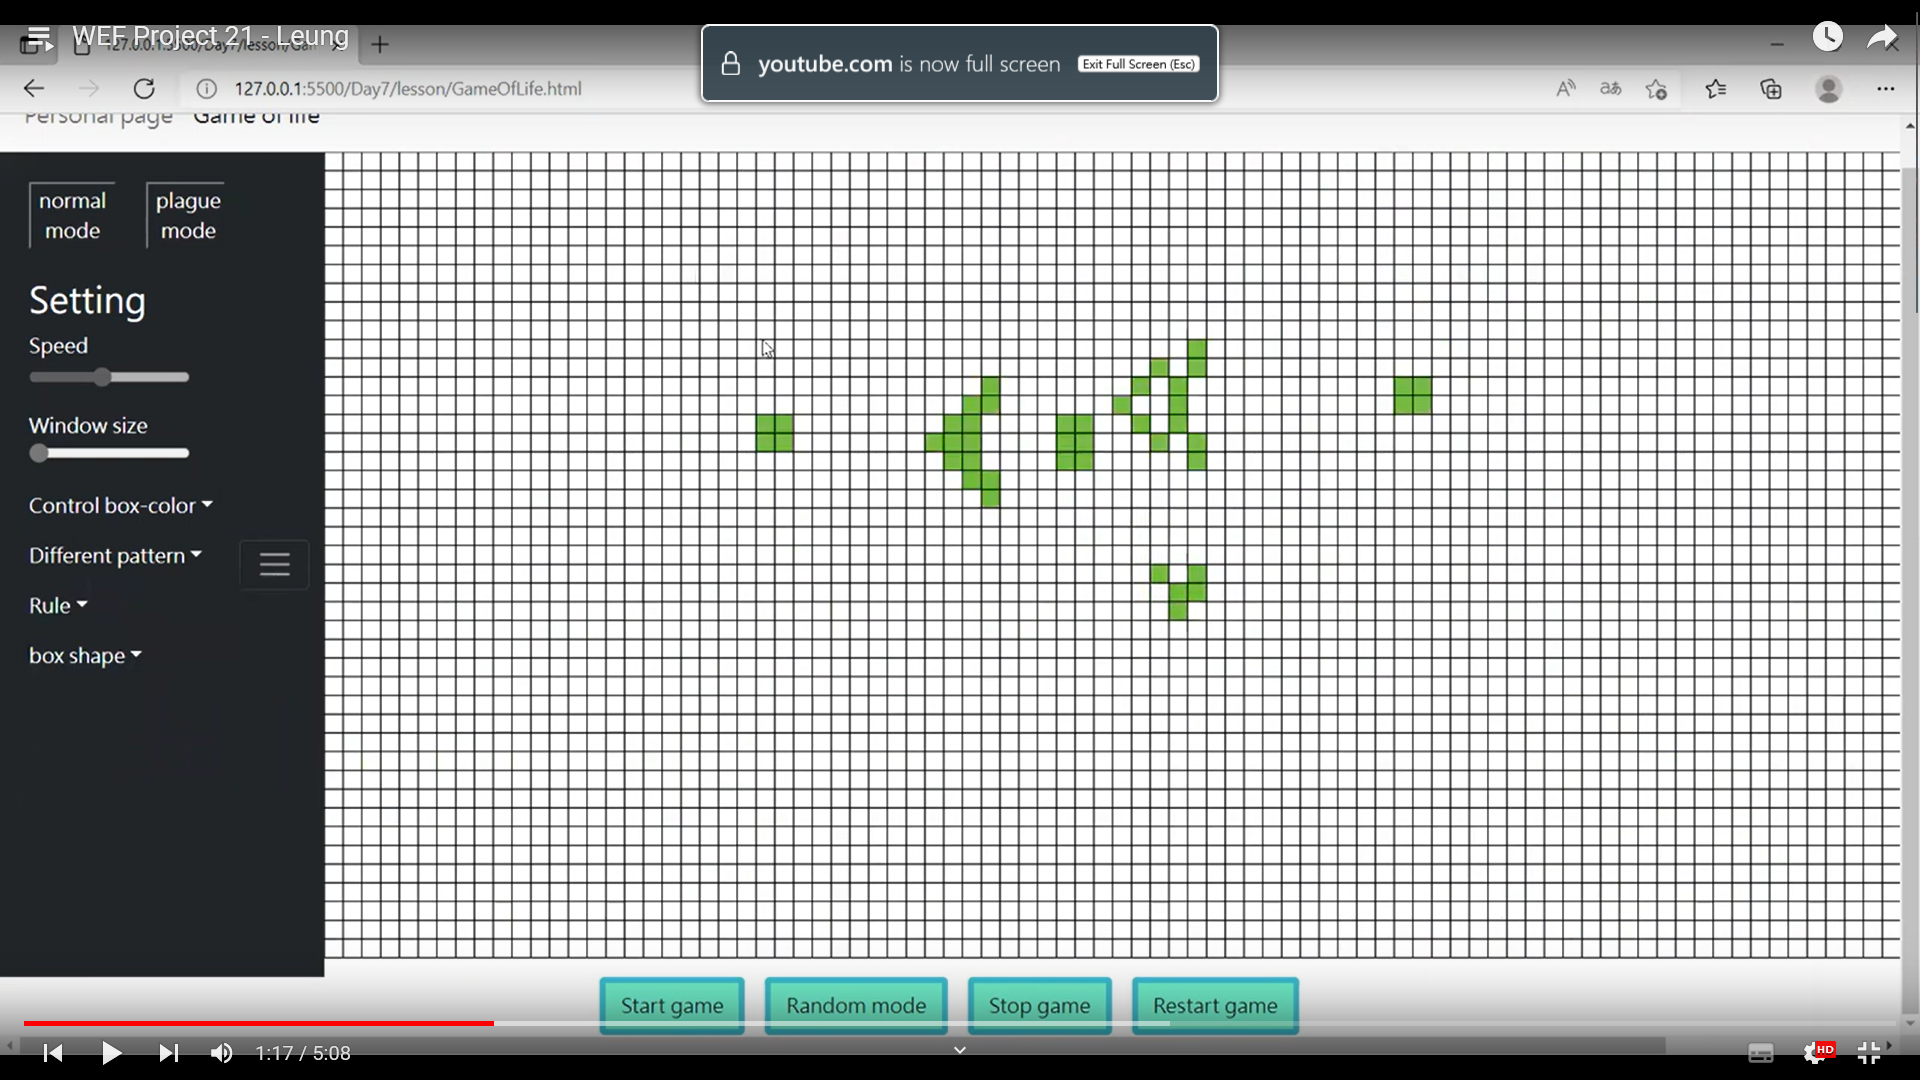 WEF Project 21 - Leung
youtube.com is now full screen Exit Full Screen (Esc)
127.0.0.1:5500/Day7/lesson/GameOfLife.html
Personal page Game of life
normal mode
plague mode
Setting
Speed
Window size
Control box-color
Different pattern
Rule
box shape
Start game Random mode Stop game Restart game
1:17 / 5:08
HD